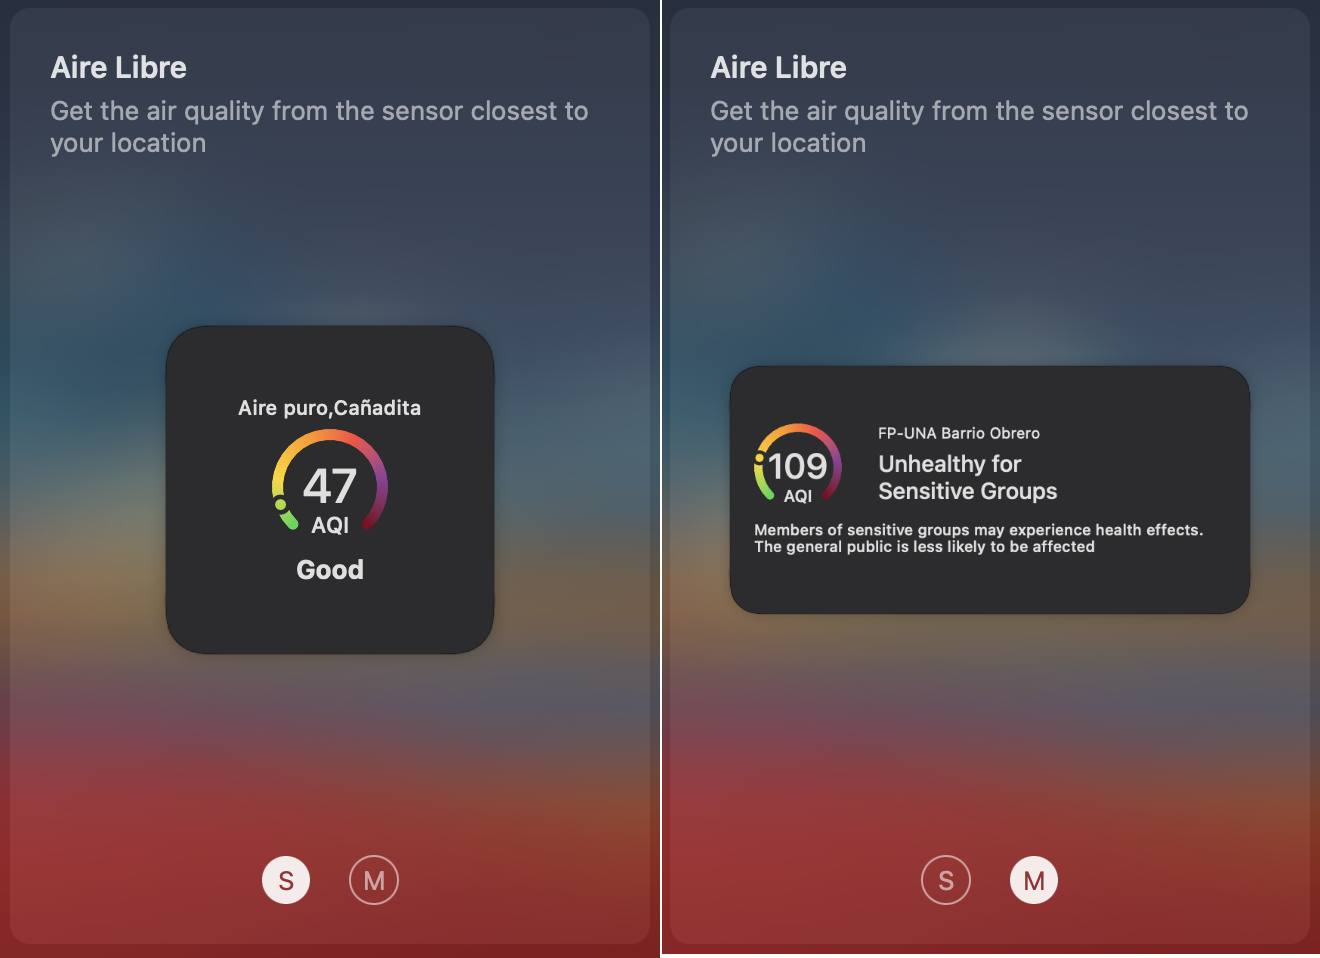 Aire Libre
Get the air quality from the sensor closest to
your location
Aire puro,Cañadita
47
AQI
Good
S M
Aire Libre
Get the air quality from the sensor closest to
your location
109
AQI
FP-UNA Barrio Obrero
Unhealthy for
Sensitive Groups
Members of sensitive groups may experience health effects.
The general public is less likely to be affected
S M